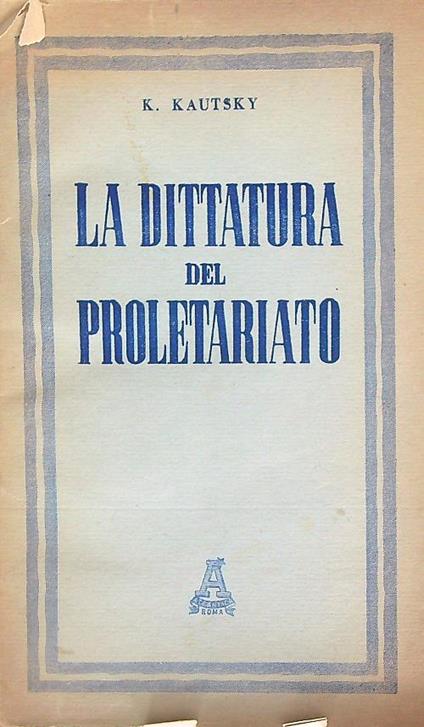 K. KAUTSKY
LA DITTATURA
DEL
PROLETARIATO
A
ROMA